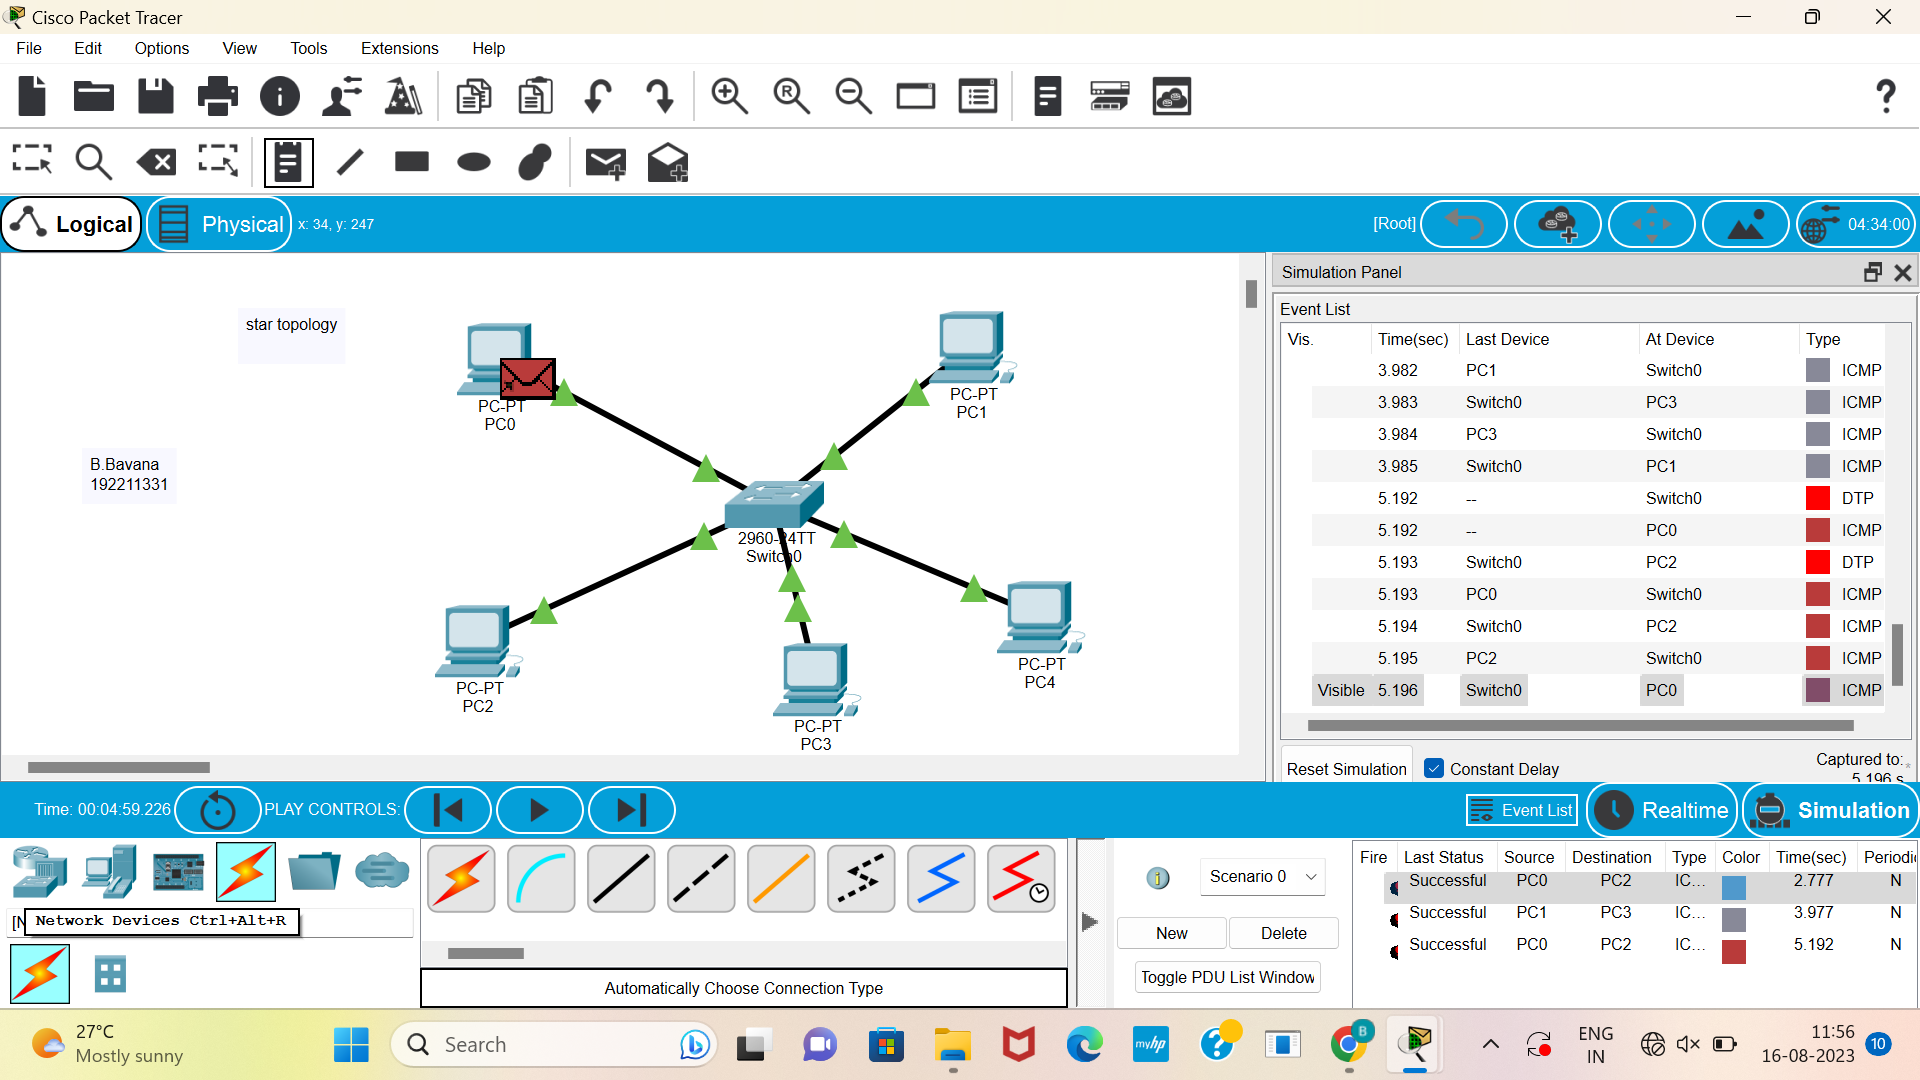 Cisco Packet Tracer
File Edit Options View Tools Extensions Help
Logical Physical x: 34, y: 247 [Root] 04:34:00
star topology
B.Bavana
192211331
PC-PT
PC0
PC-PT
PC1
2960-24TT
Switch0
PC-PT
PC2
PC-PT
PC3
PC-PT
PC4
Simulation Panel
Event List
Vis. Time(sec) Last Device At Device Type
3.982 PC1 Switch0 ICMP
3.983 Switch0 PC3 ICMP
3.984 PC3 Switch0 ICMP
3.985 Switch0 PC1 ICMP
5.192 -- Switch0 DTP
5.192 -- PC0 ICMP
5.193 Switch0 PC2 DTP
5.193 PC0 Switch0 ICMP
5.194 Switch0 PC2 ICMP
5.195 PC2 Switch0 ICMP
Visible 5.196 Switch0 PC0 ICMP
Reset Simulation Constant Delay Captured to:
5.196 s
Time: 00:04:59.226 PLAY CONTROLS: Event List Realtime Simulation
Network Devices Ctrl+Alt+R
Automatically Choose Connection Type
Scenario 0
New Delete
Toggle PDU List Window
Fire Last Status Source Destination Type Color Time(sec) Periodi
Successful PC0 PC2 IC... 2.777 N
Successful PC1 PC3 IC... 3.977 N
Successful PC0 PC2 IC... 5.192 N
27°C
Mostly sunny
Search
myhp
B
ENG
IN
11:56
16-08-2023
10